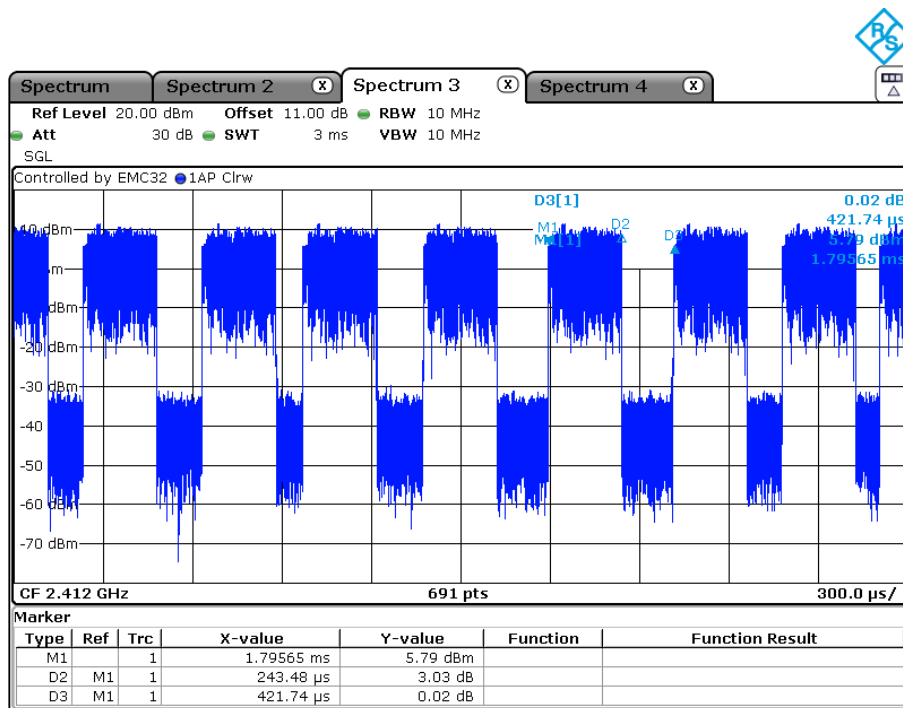 R S
Spectrum Spectrum 2 X Spectrum 3 X Spectrum 4 X
Ref Level 20.00 dBm Offset 11.00 dB RBW 10 MHz
Att 30 dB SWT 3 ms VBW 10 MHz
SGL
Controlled by EMC32 1AP Clrw
D3[1] 0.02 dB
421.74 µs
M1 D2 D3
M1[1] 5.79 dBm
1.79565 ms
-20 dBm
-30 dBm
-40
-50
-60 dBm
-70 dBm
CF 2.412 GHz 691 pts 300.0 µs/
Marker
Type Ref Trc X-value Y-value Function Function Result
M1 1 1.79565 ms 5.79 dBm
D2 M1 1 243.48 µs 3.03 dB
D3 M1 1 421.74 µs 0.02 dB